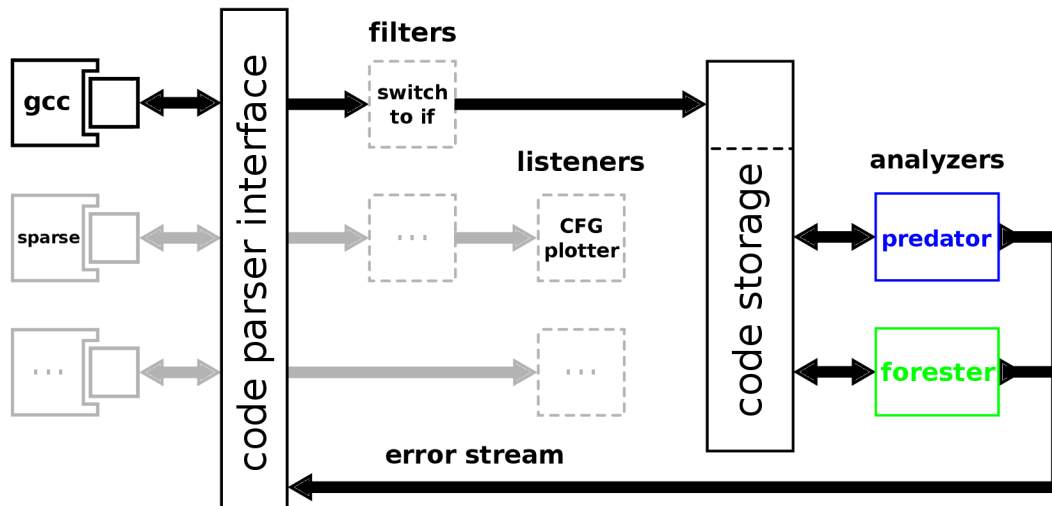 filters
gcc
code parser interface
switch
to if
listeners
analyzers
sparse
...
CFG
plotter
code storage
predator
...
...
forester
error stream